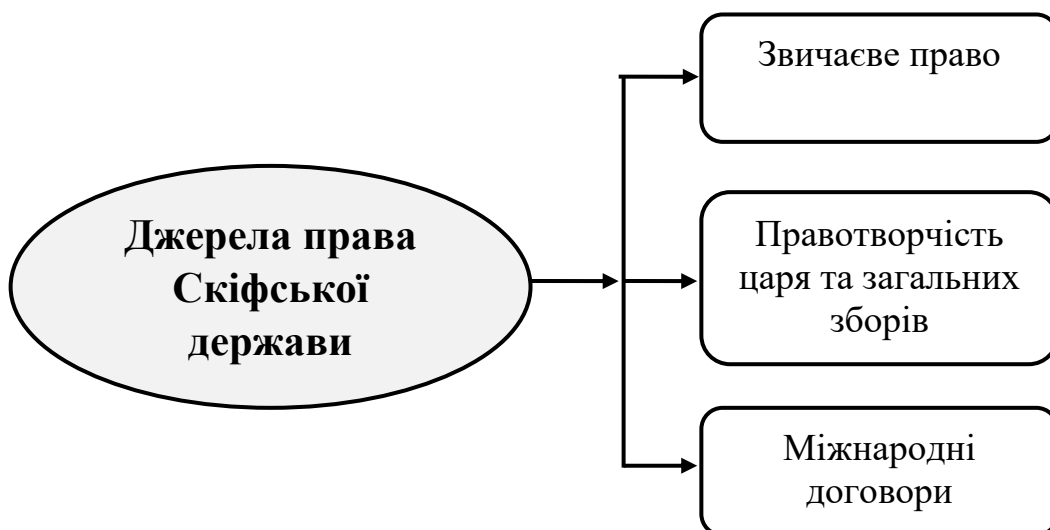 Джерела права
Скіфської
держави
Звичаєве право
Правотворчість
царя та загальних
зборів
Міжнародні
договори